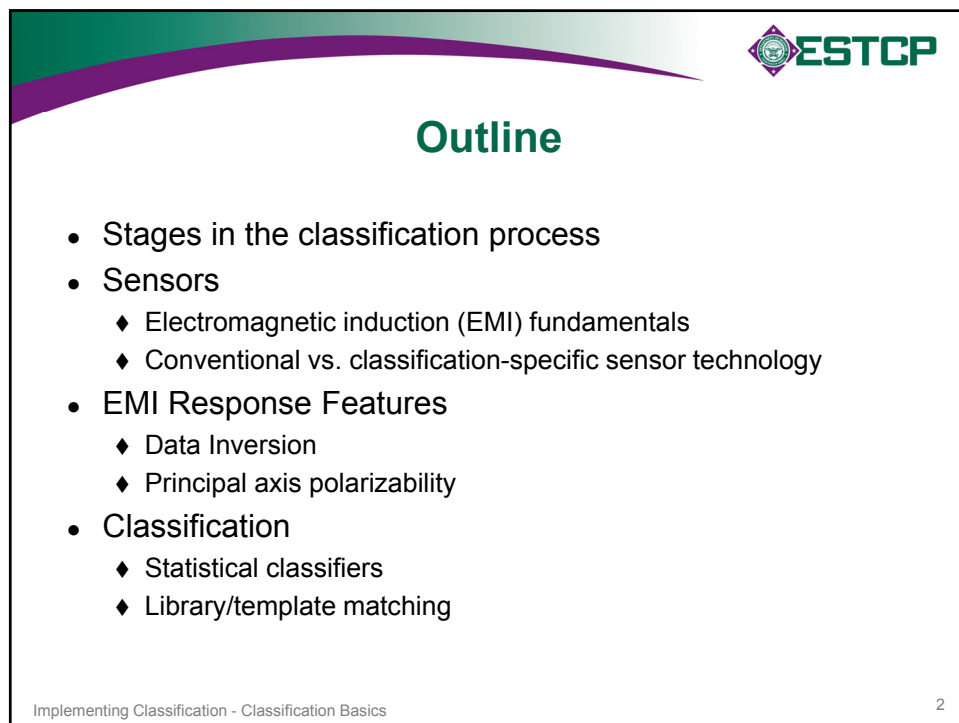 ESTCP
Outline
• Stages in the classification process
• Sensors
♦ Electromagnetic induction (EMI) fundamentals
♦ Conventional vs. classification-specific sensor technology
• EMI Response Features
♦ Data Inversion
♦ Principal axis polarizability
• Classification
♦ Statistical classifiers
♦ Library/template matching
Implementing Classification - Classification Basics
2